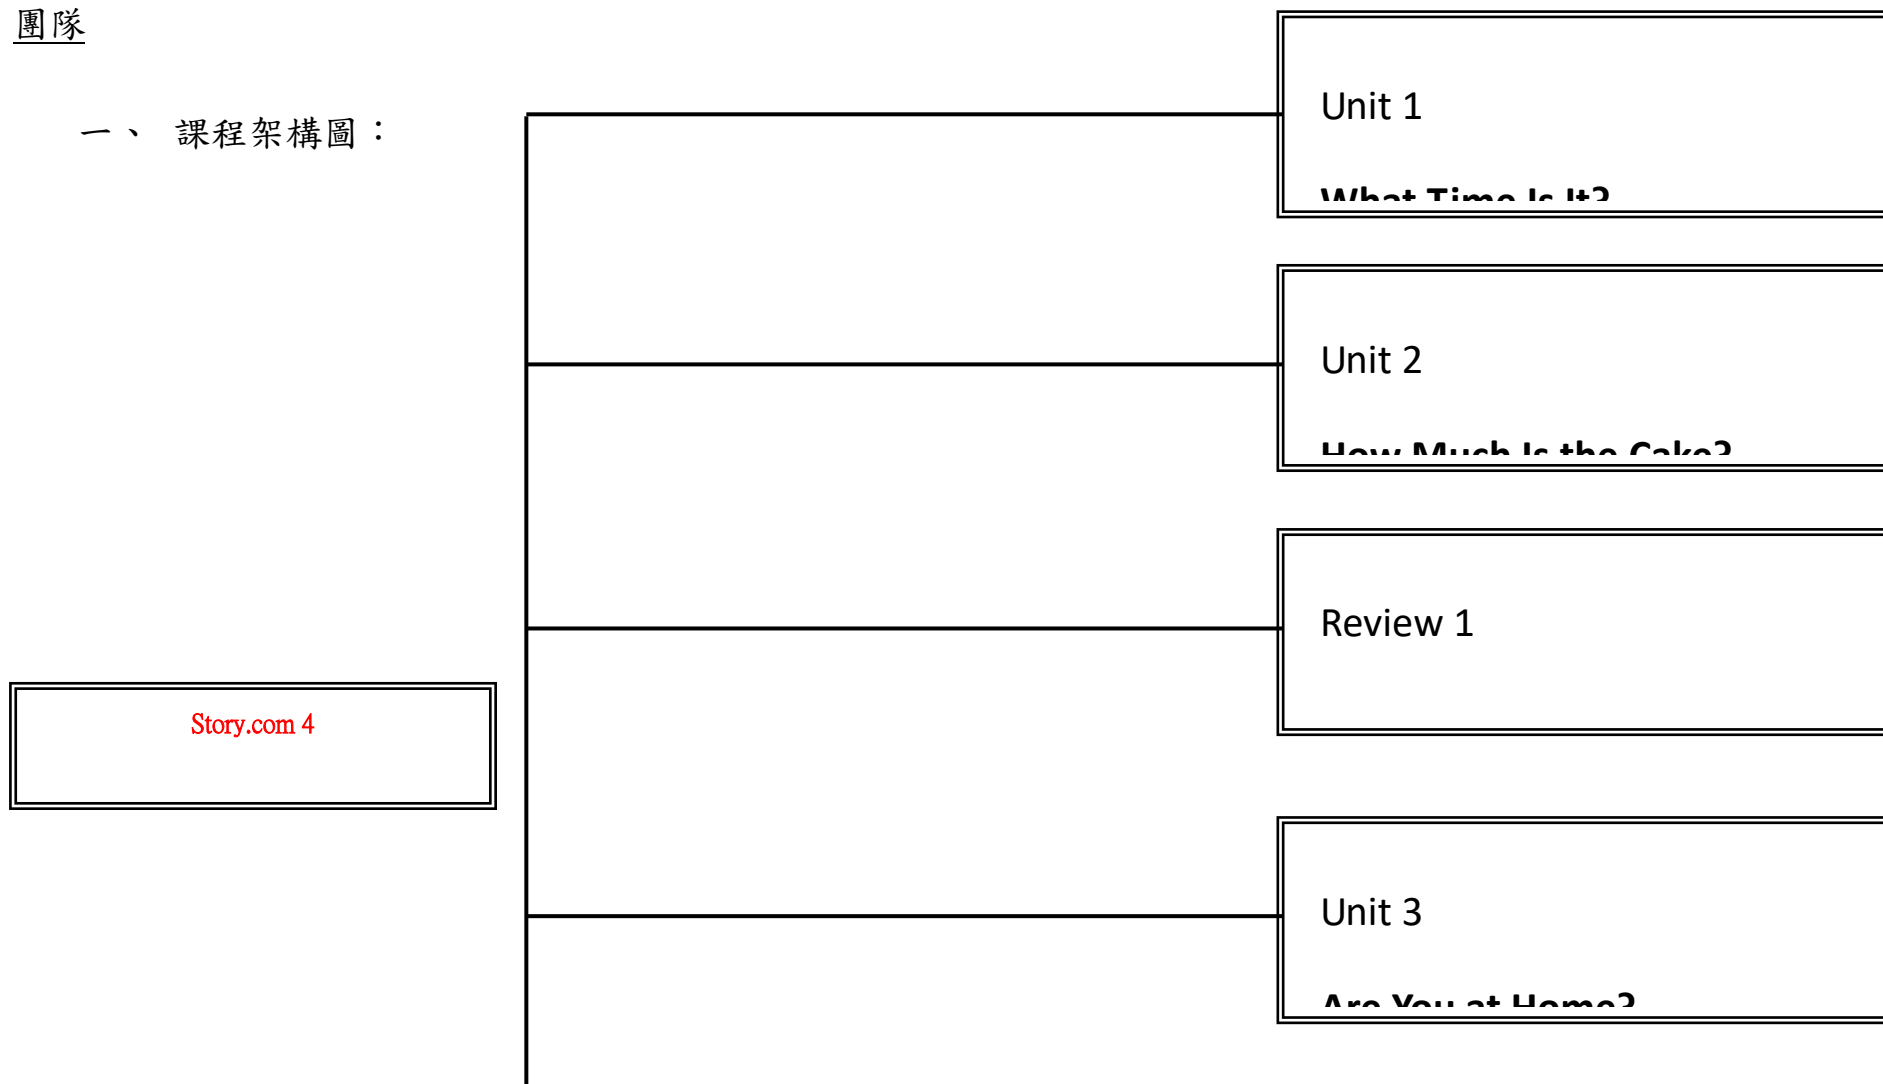 團隊
一、 課程架構圖：
Unit 1
What Time Is It?
Unit 2
How Much Is the Cake?
Review 1
Story.com 4
Unit 3
Are You at Home?